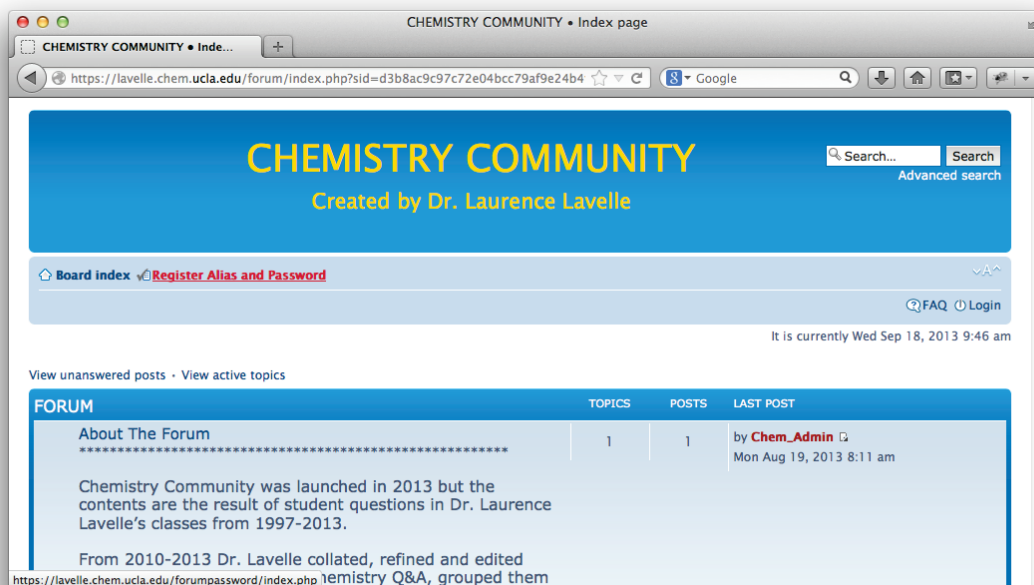 CHEMISTRY COMMUNITY • Index page
CHEMISTRY COMMUNITY • Inde...
https://lavelle.chem.ucla.edu/forum/index.php?sid=d3b8ac9c97c72e04bcc79af9e24b4
Google
CHEMISTRY COMMUNITY
Created by Dr. Laurence Lavelle
Search...
Search
Advanced search
Board index
Register Alias and Password
A
FAQ
Login
It is currently Wed Sep 18, 2013 9:46 am
View unanswered posts • View active topics
FORUM TOPICS POSTS LAST POST
About The Forum
********************************************************
1
1
by Chem_Admin
Mon Aug 19, 2013 8:11 am
Chemistry Community was launched in 2013 but the
contents are the result of student questions in Dr. Laurence
Lavelle's classes from 1997-2013.
From 2010-2013 Dr. Lavelle collated, refined and edited
hemistry Q&A, grouped them
https://lavelle.chem.ucla.edu/forumpassword/index.php